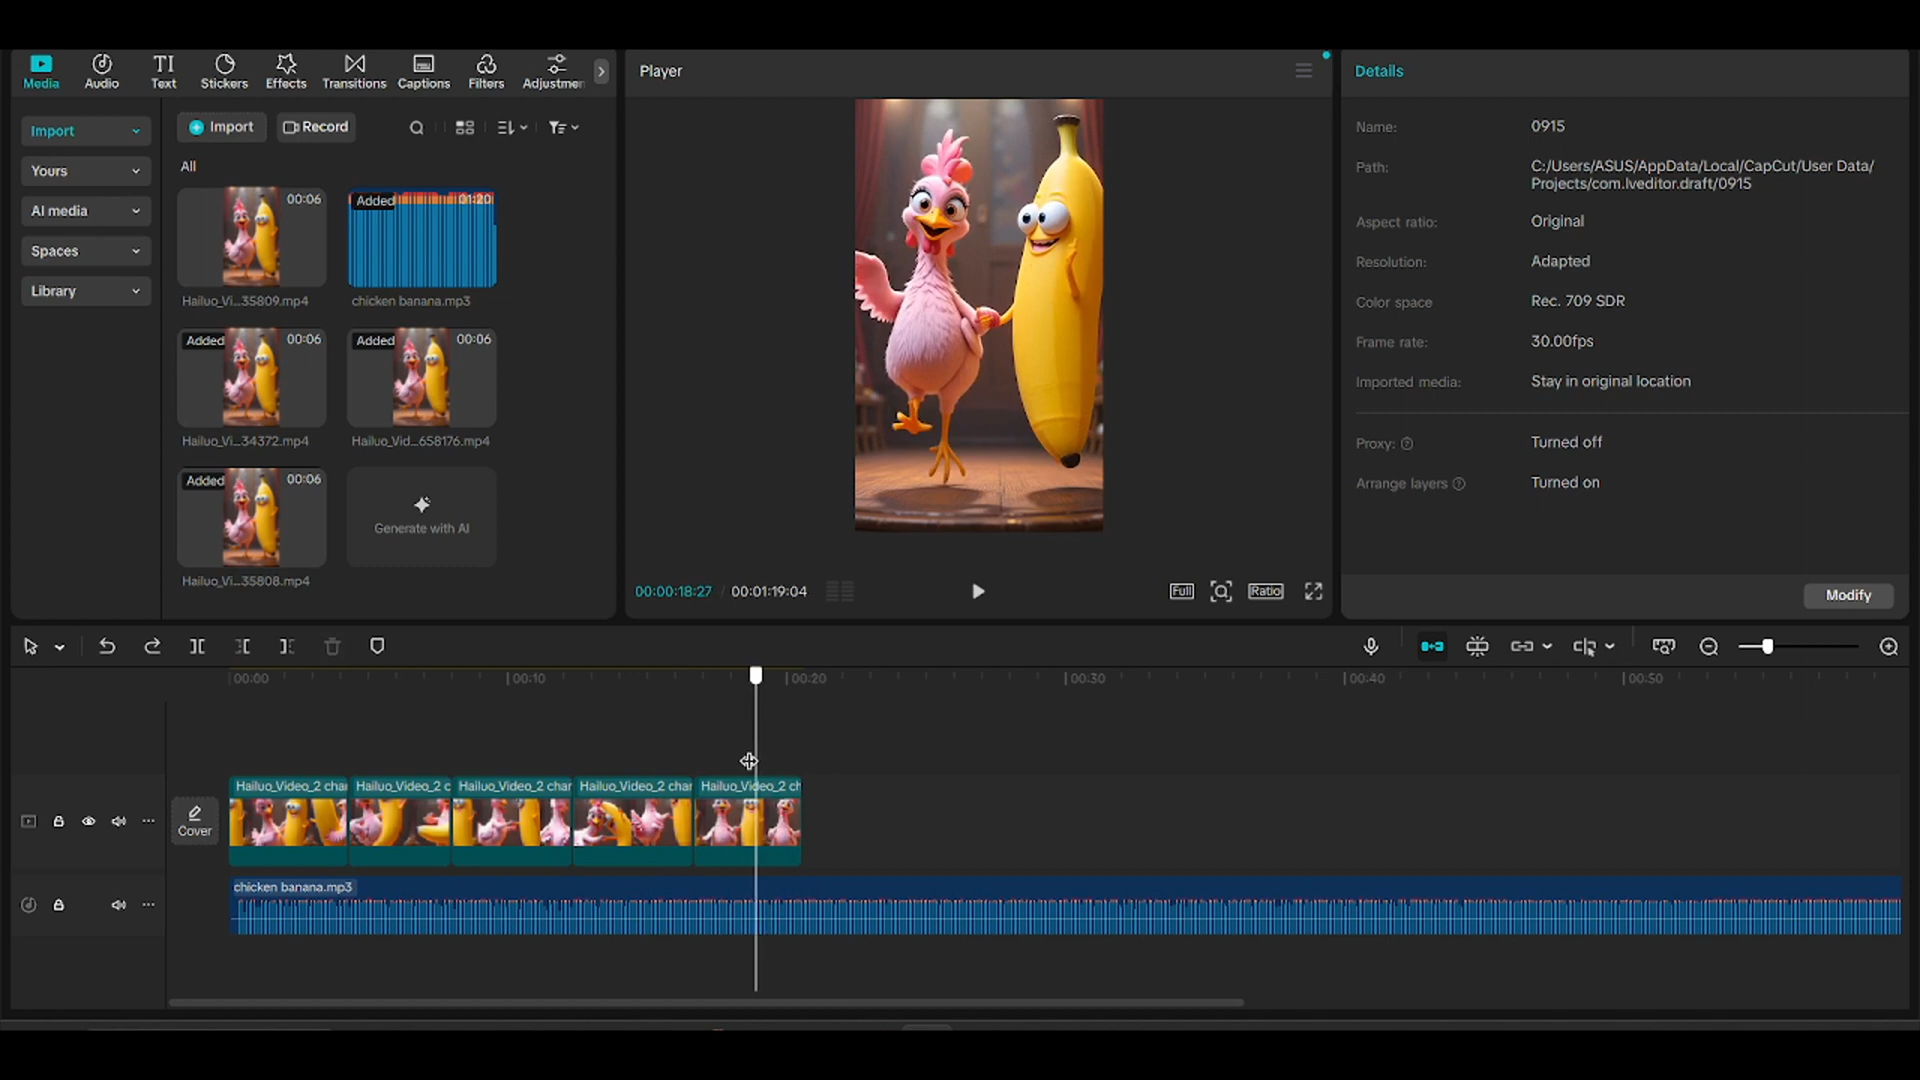 Media
Audio
Text
Stickers
Effects
Transitions
Captions
Filters
Adjustmen
Player
Details
Import
Yours
AI media
Spaces
Library
Import
Record
All
00:06
Hailuo_Vi...35809.mp4
Added
01:20
chicken banana.mp3
Added
00:06
Hailuo_Vi...34372.mp4
Added
00:06
Hailuo_Vid...658176.mp4
Added
00:06
Hailuo_Vi...35808.mp4
Generate with AI
00:00:18:27 / 00:01:19:04
Full
Ratio
Name: 0915
Path: C:/Users/ASUS/AppData/Local/CapCut/User Data/
Projects/com.lveditor.draft/0915
Aspect ratio: Original
Resolution: Adapted
Color space Rec. 709 SDR
Frame rate: 30.00fps
Imported media: Stay in original location
Proxy: Turned off
Arrange layers Turned on
Modify
00:00
00:10
00:20
00:30
00:40
00:50
Cover
Hailuo_Video_2 char
Hailuo_Video_2 c
Hailuo_Video_2 char
Hailuo_Video_2 char
Hailuo_Video_2 ch
chicken banana.mp3